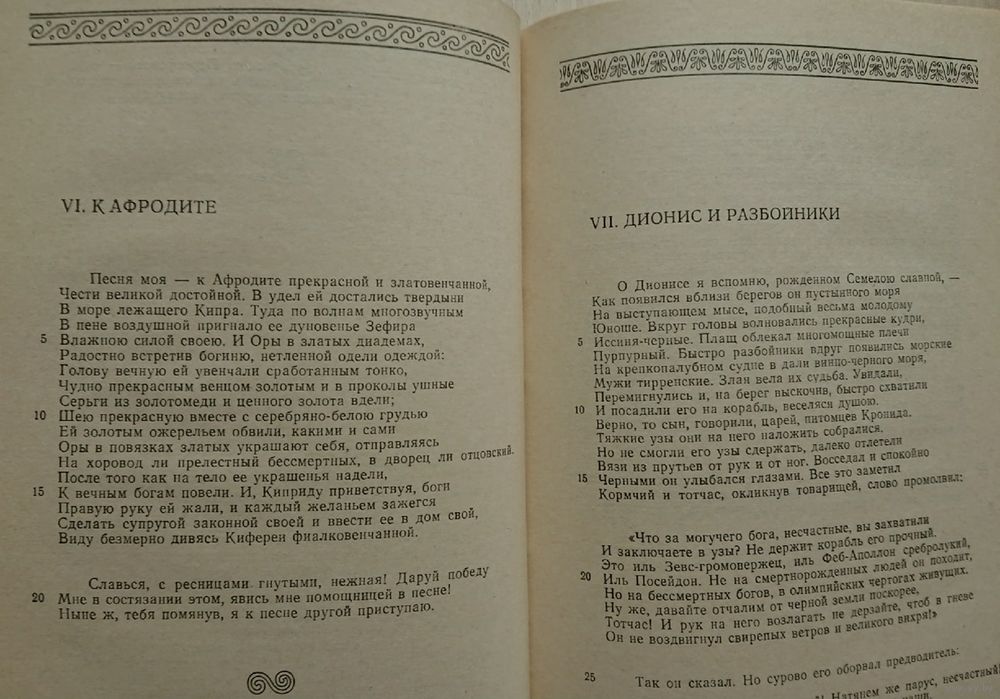 VI. К АФРОДИТЕ
Песня моя — к Афродите прекрасной и златовенчанной,
Чести великой достойной. В удел ей достались твердыни
В море лежащего Кипра. Туда по волнам многозвучным
В пене воздушной пригнало ее дуновенье Зефира
5 Влажною силой своею. И Оры в златых диадемах,
Радостно встретив богиню, нетленной одели одеждой:
Голову вечную ей увенчали сработанным тонко,
Чудно прекрасным венцом золотым и в проколы ушные
Серьги из золотомеди и ценного золота вдели;
10 Шею прекрасную вместе с серебряно-белою грудью
Ей золотым ожерельем обвили, какими и сами
Оры в повязках златых украшают себя, отправляясь
На хоровод ли прелестный бессмертных, в дворец ли отцовский.
После того как на тело ее украшенья надели,
15 К вечным богам повели. И, Киприду приветствуя, боги
Правую руку ей жали, и каждый желаньем зажегся
Сделать супругой законной своей и ввести ее в дом свой,
Виду безмерно дивясь Кифереи фиалковенчанной.
Славься, с ресницами гнутыми, нежная! Даруй победу
20 Мне в состязании этом, явись мне помощницей в песне!
Ныне ж, тебя помянув, я к песне другой приступаю.
VII. ДИОНИС И РАЗБОЙНИКИ
О Дионисе я вспомню, рожденном Семелою славной, —
Как появился вблизи берегов он пустынного моря
На выступающем мысе, подобный весьма молодому
Юноше. Вкруг головы волновались прекрасные кудри,
5 Иссиня-черные. Плащ облекал многомощные плечи
Пурпурный. Быстро разбойники вдруг появились морские
На крепкопалубном судне в дали винно-черного моря,
Мужи тирренские. Злая вела их судьба. Увидали,
Перемигнулись и, на берег выскочив, быстро схватили
10 И посадили его на корабль, веселяся душою.
Верно, то сын, говорили, царей, питомцев Кронида.
Тяжкие узы они на него наложить собралися.
Но не смогли его узы сдержать, далеко отлетели
Вязи из прутьев от рук и от ног. Восседал и спокойно
15 Черными он улыбался глазами. Все это заметил
Кормчий и тотчас, окликнув товарищей, слово промолвил:
«Что за могучего бога, несчастные, вы захватили
И заключаете в узы? Не держит корабль его прочный.
Это иль Зевс-громовержец, иль Феб-Аполлон сребролукий,
20 Иль Посейдон. Не на смертнорожденных людей он походит,
Но на бессмертных богов, в олимпийских чертогах живущих.
Ну же, давайте отчалим от черной земли поскорее,
Тотчас! И рук на него возлагать не дерзайте, чтоб в гневе
Он не воздвигнул свирепых ветров и великого вихря!»
25 Так он сказал. Но сурово его оборвал предводитель:
Натянем же парус, несчастный!